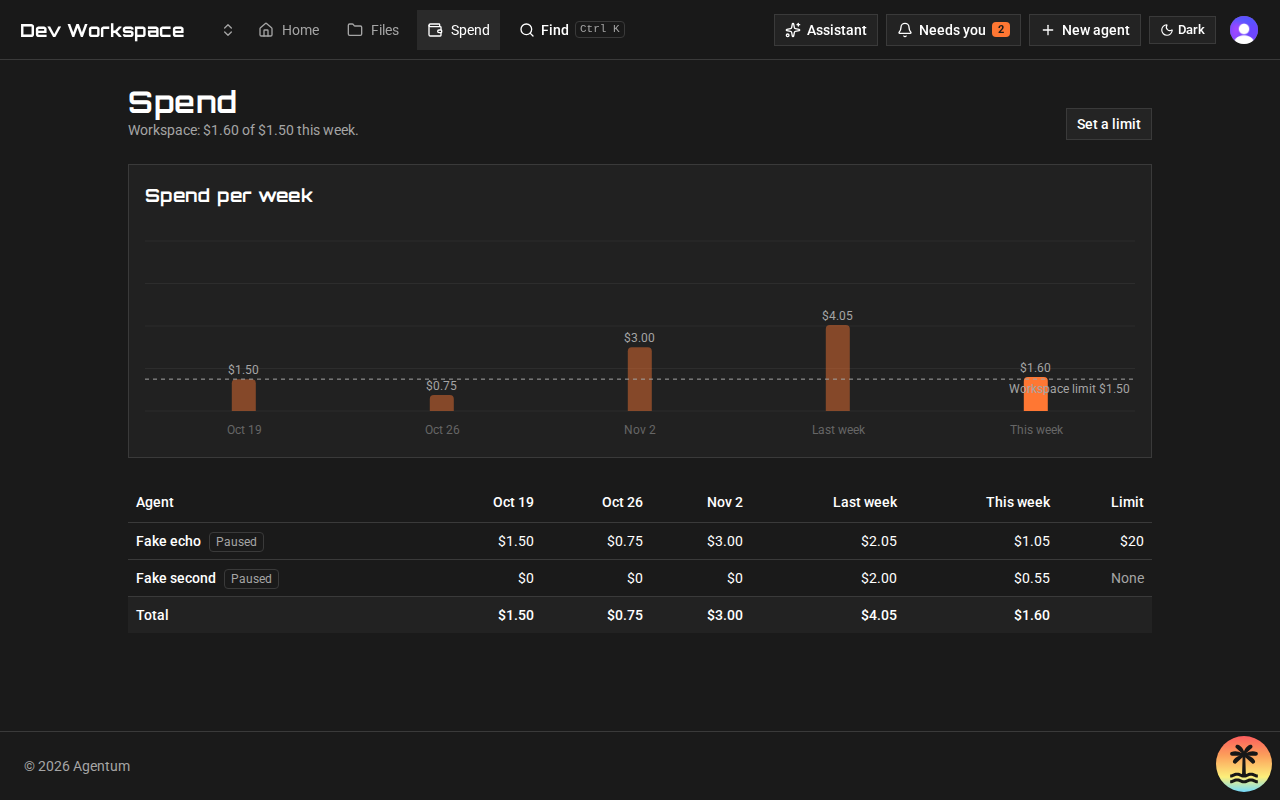 Dev Workspace Home Files Spend Find Ctrl K Assistant Needs you 2 New agent Dark
Spend
Workspace: $1.60 of $1.50 this week.
Set a limit
Spend per week
$4.05
$3.00
$1.50
$1.60
$0.75
Workspace limit $1.50
Oct 19 Oct 26 Nov 2 Last week This week
Agent Oct 19 Oct 26 Nov 2 Last week This week Limit
Fake echo Paused $1.50 $0.75 $3.00 $2.05 $1.05 $20
Fake second Paused $0 $0 $0 $2.00 $0.55 None
Total $1.50 $0.75 $3.00 $4.05 $1.60
© 2026 Agentum